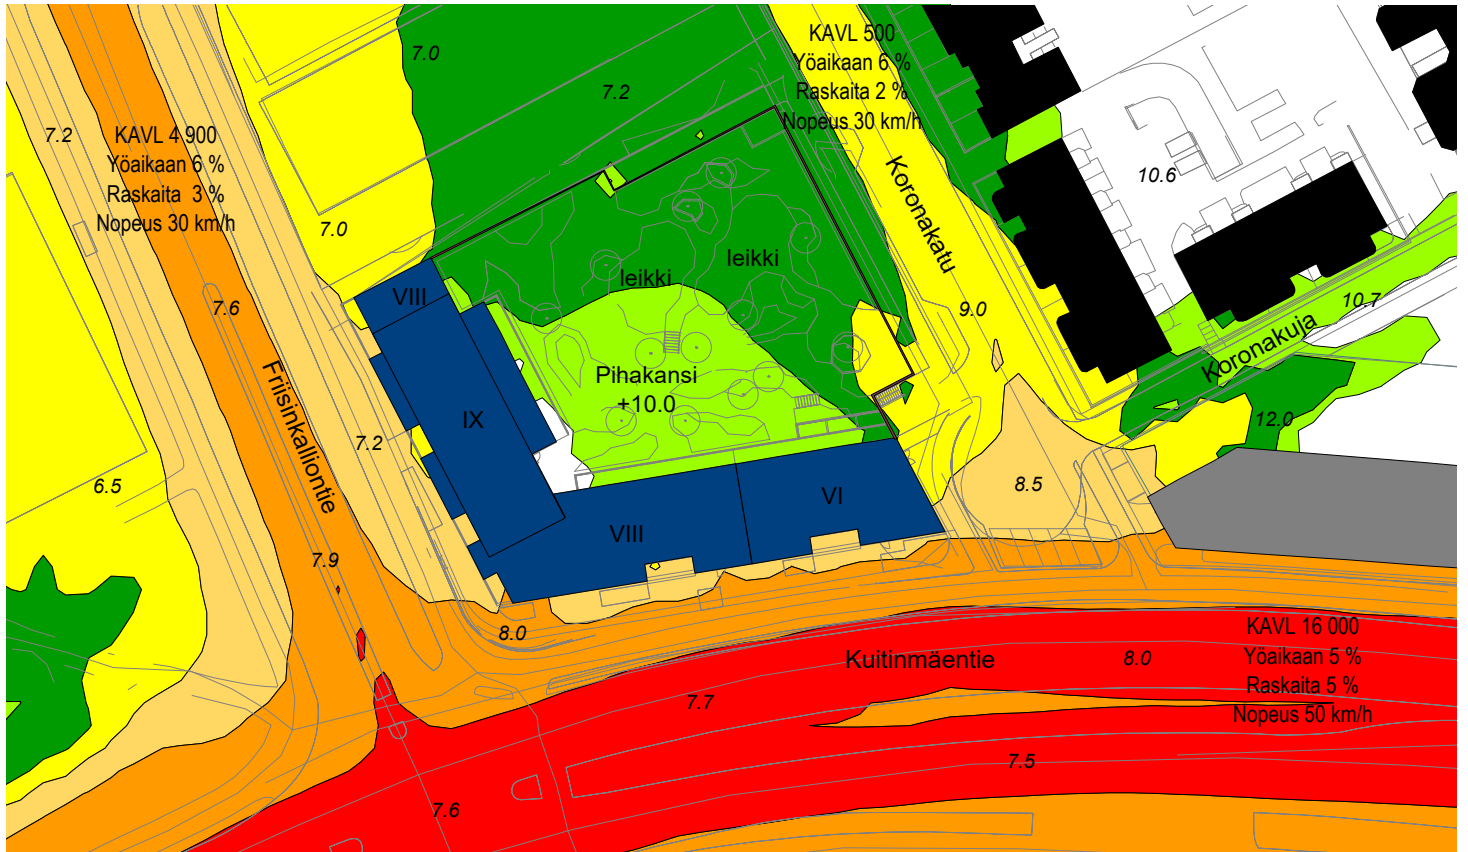 7.0
7.2
7.2
KAVL 500
Yöaikaan 6 %
Raskaita 2 %
Nopeus 30 km/h
KAVL 4 900
Yöaikaan 6 %
Raskaita 3 %
Nopeus 30 km/h
7.0
10.6
Koronakatu
leikki
leikki
VIII
7.6
9.0
10.7
Koronakuja
Pihakansi
+10.0
Friisinkalliontie
IX
7.2
12.0
6.5
8.5
VI
VIII
7.9
8.0
KAVL 16 000
Yöaikaan 5 %
Raskaita 5 %
Nopeus 50 km/h
Kuitinmäentie
8.0
7.7
7.5
7.6